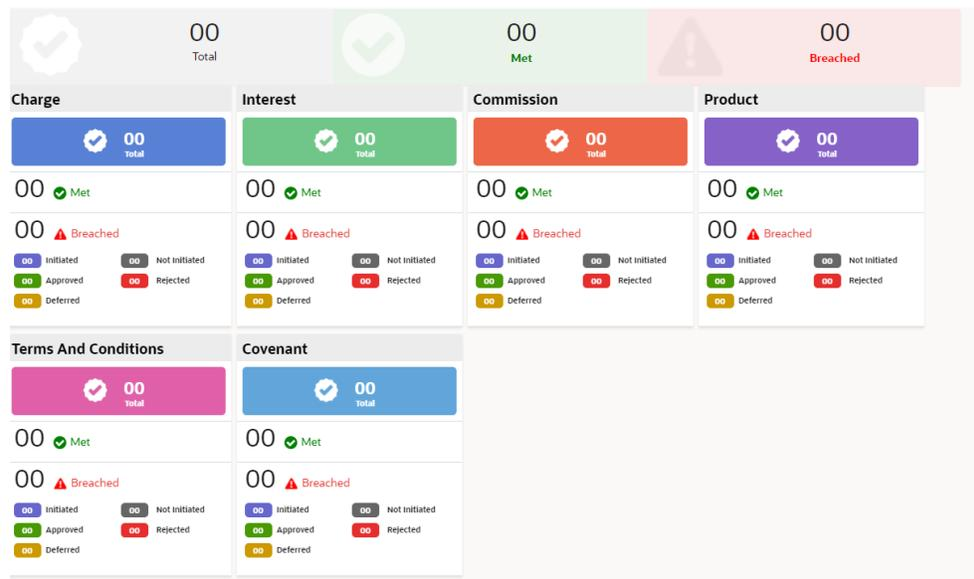 00
Total
00
Met
00
Breached
Charge
00
Total
00 Met
00 Breached
00 Initiated 00 Not Initiated
00 Approved 00 Rejected
00 Deferred
Interest
00
Total
00 Met
00 Breached
00 Initiated 00 Not Initiated
00 Approved 00 Rejected
00 Deferred
Commission
00
Total
00 Met
00 Breached
00 Initiated 00 Not Initiated
00 Approved 00 Rejected
00 Deferred
Product
00
Total
00 Met
00 Breached
00 Initiated 00 Not Initiated
00 Approved 00 Rejected
00 Deferred
Terms And Conditions
00
Total
00 Met
00 Breached
00 Initiated 00 Not Initiated
00 Approved 00 Rejected
00 Deferred
Covenant
00
Total
00 Met
00 Breached
00 Initiated 00 Not Initiated
00 Approved 00 Rejected
00 Deferred